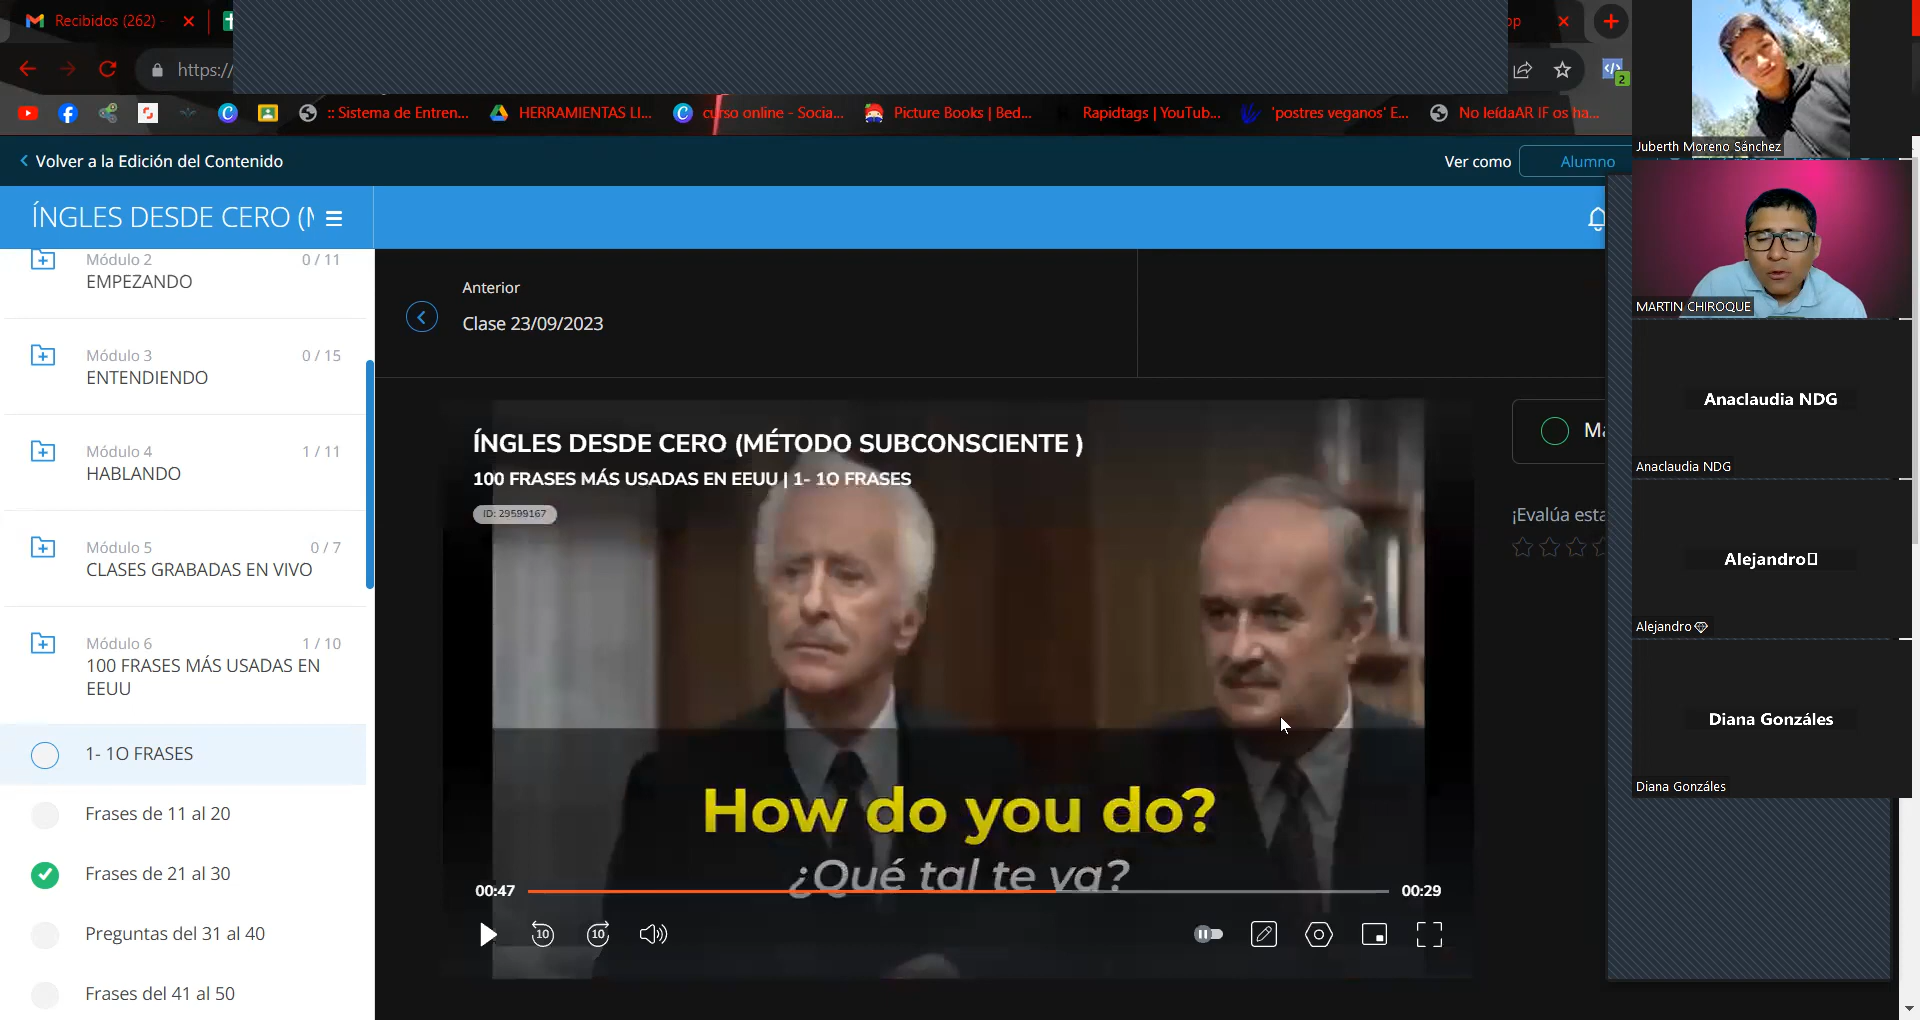 Recibidos (262) -
https://
:: Sistema de Entren...
HERRAMIENTAS LI...
curso online - Socia...
Picture Books | Bed...
Rapidtags | YouTub...
'postres veganos' E...
No leídaAR IF os ha...
2
Volver a la Edición del Contenido
Ver como
Alumno
ÍNGLES DESDE CERO (M
Módulo 2
0 / 11
EMPEZANDO
Módulo 3
0 / 15
ENTENDIENDO
Módulo 4
1 / 11
HABLANDO
Módulo 5
0 / 7
CLASES GRABADAS EN VIVO
Módulo 6
1 / 10
100 FRASES MÁS USADAS EN
EEUU
1- 1O FRASES
Frases de 11 al 20
Frases de 21 al 30
Preguntas del 31 al 40
Frases del 41 al 50
Anterior
Clase 23/09/2023
ÍNGLES DESDE CERO (MÉTODO SUBCONSCIENTE )
100 FRASES MÁS USADAS EN EEUU | 1- 1O FRASES
ID: 29599167
How do you do?
¿Qué tal te va?
00:47
00:29
10
10
Ma
¡Evalúa esta
Juberth Moreno Sánchez
MARTIN CHIROQUE
Anaclaudia NDG
Anaclaudia NDG
Alejandro
Alejandro
Diana Gonzáles
Diana Gonzáles